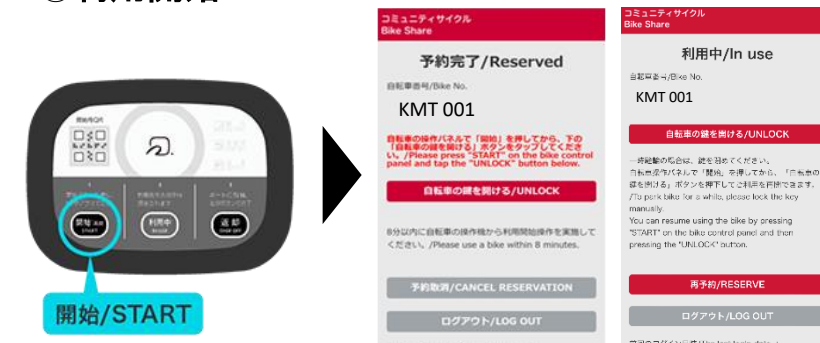 開始/START
コミュニティサイクル
Bike Share
予約完了/Reserved
自転車番号/Bike No.
KMT 001
自転車の操作パネルで「開始」を押してから、下の
「自転車の鍵を開ける」ボタンをタップしてくださ
い。/Please press "START" on the bike control
panel and tap the "UNLOCK" button below.
自転車の鍵を開ける/UNLOCK
8分以内に自転車の操作機から利用開始操作を実施して
ください。/Please use a bike within 8 minutes.
予約取消/CANCEL RESERVATION
ログアウト/LOG OUT
コミュニティサイクル
Bike Share
利用中/In use
自転車番号/Bike No.
KMT 001
自転車の鍵を開ける/UNLOCK
一時駐輪の場合は、鍵を閉めてください。
自転車操作パネルで「開始」を押してから、「自転車の
鍵を開ける」ボタンを押下してご利用を再開できます。
/To park bike for a while, please lock the key
manually.
You can resume using the bike by pressing
"START" on the bike control panel and then
pressing the "UNLOCK" button.
再予約/RESERVE
ログアウト/LOG OUT